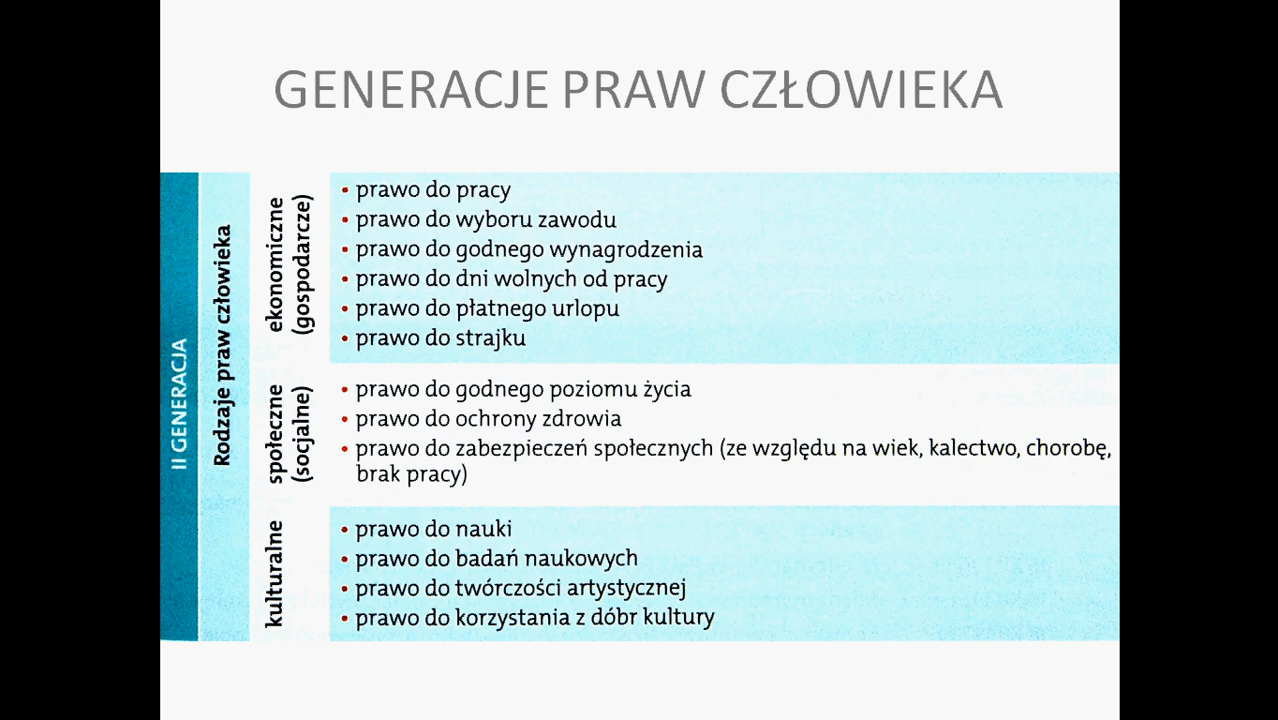 GENERACJE PRAW CZŁOWIEKA
II GENERACJA
Rodzaje praw człowieka
ekonomiczne
(gospodarcze)
• prawo do pracy
• prawo do wyboru zawodu
• prawo do godnego wynagrodzenia
• prawo do dni wolnych od pracy
• prawo do płatnego urlopu
• prawo do strajku
społeczne
(socjalne)
• prawo do godnego poziomu życia
• prawo do ochrony zdrowia
• prawo do zabezpieczeń społecznych (ze względu na wiek, kalectwo, chorobę,
brak pracy)
kulturalne
• prawo do nauki
• prawo do badań naukowych
• prawo do twórczości artystycznej
• prawo do korzystania z dóbr kultury